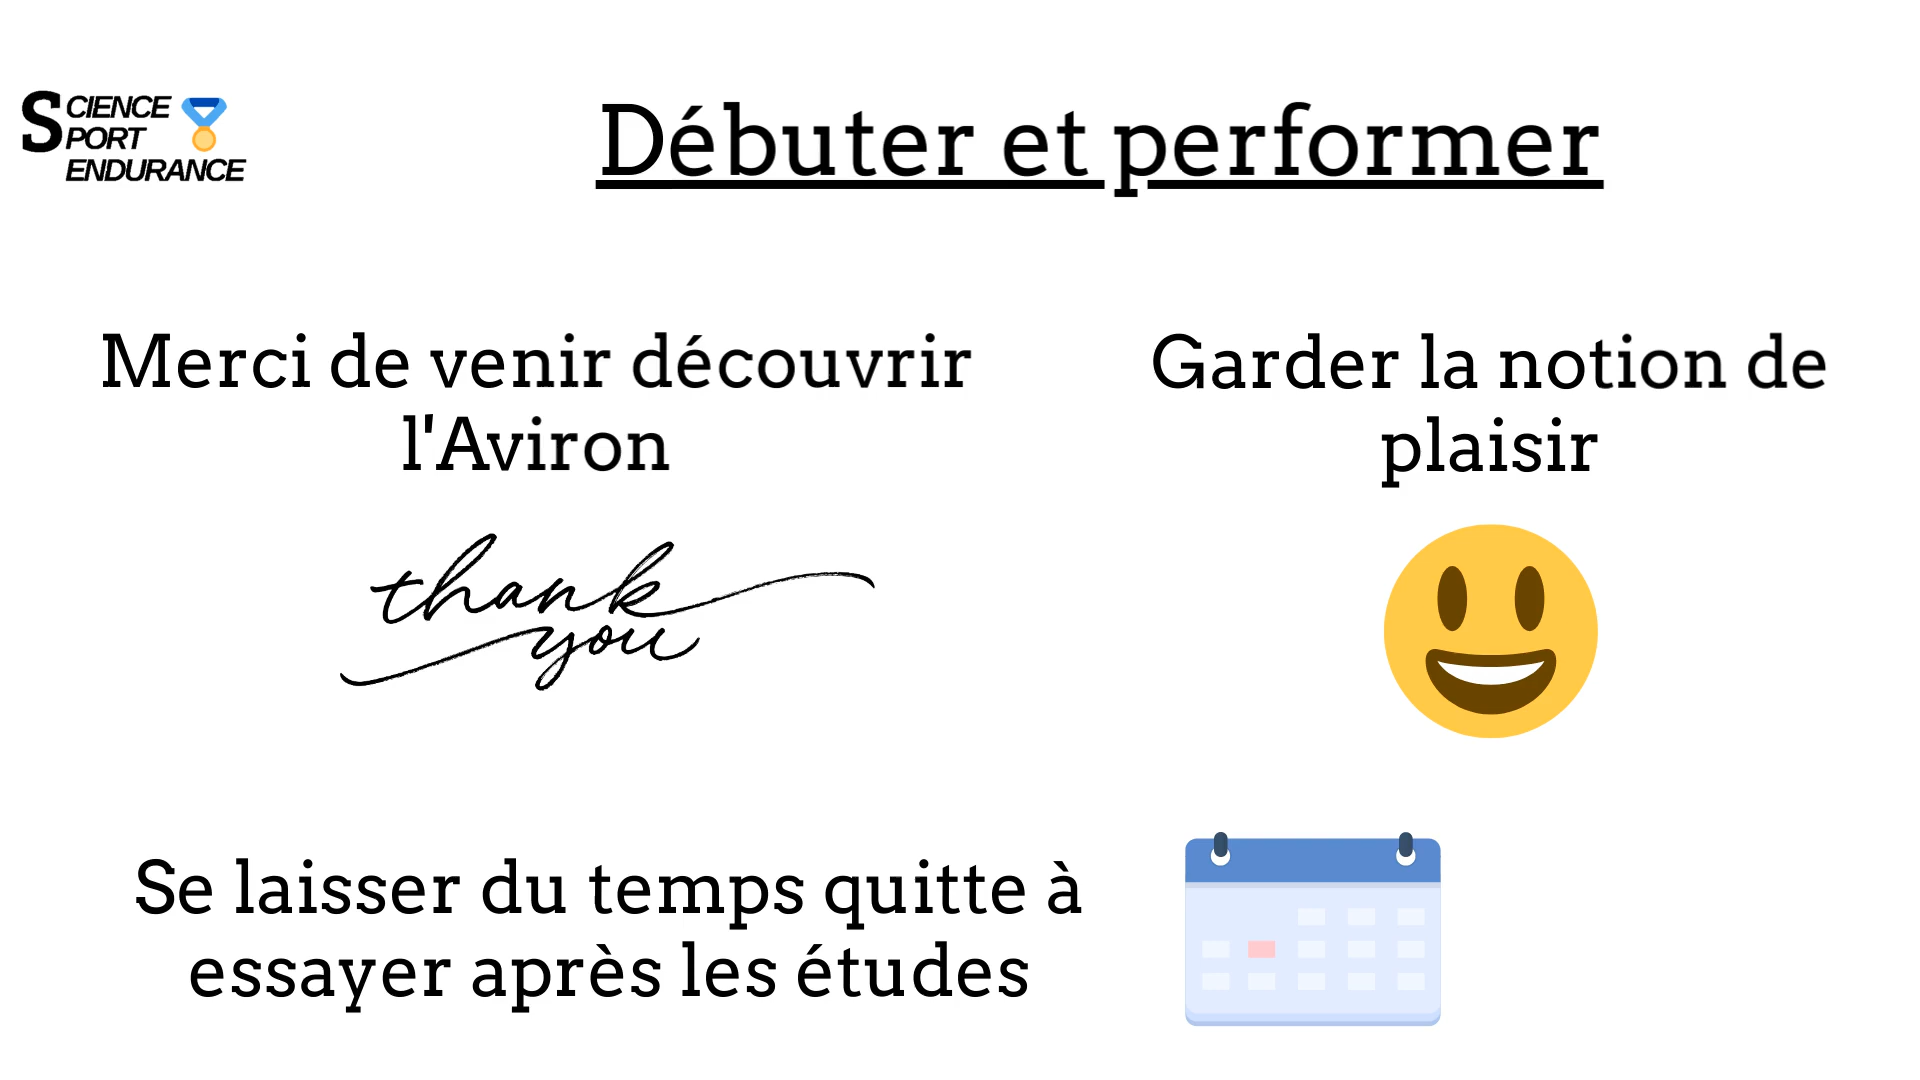 SCIENCE
SPORT
ENDURANCE
Débuter et performer
Merci de venir découvrir
l'Aviron
thank
you
Garder la notion de
plaisir
Se laisser du temps quitte à
essayer après les études